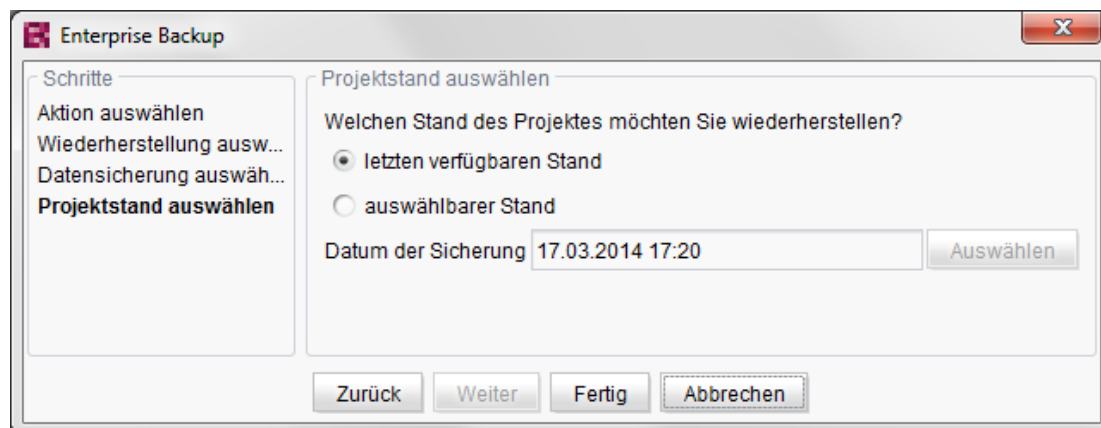 Enterprise Backup
Schritte
Aktion auswählen
Wiederherstellung ausw...
Datensicherung auswäh...
Projektstand auswählen
Projektstand auswählen
Welchen Stand des Projektes möchten Sie wiederherstellen?
letzten verfügbaren Stand
auswählbarer Stand
Datum der Sicherung 17.03.2014 17:20 Auswählen
Zurück Weiter Fertig Abbrechen